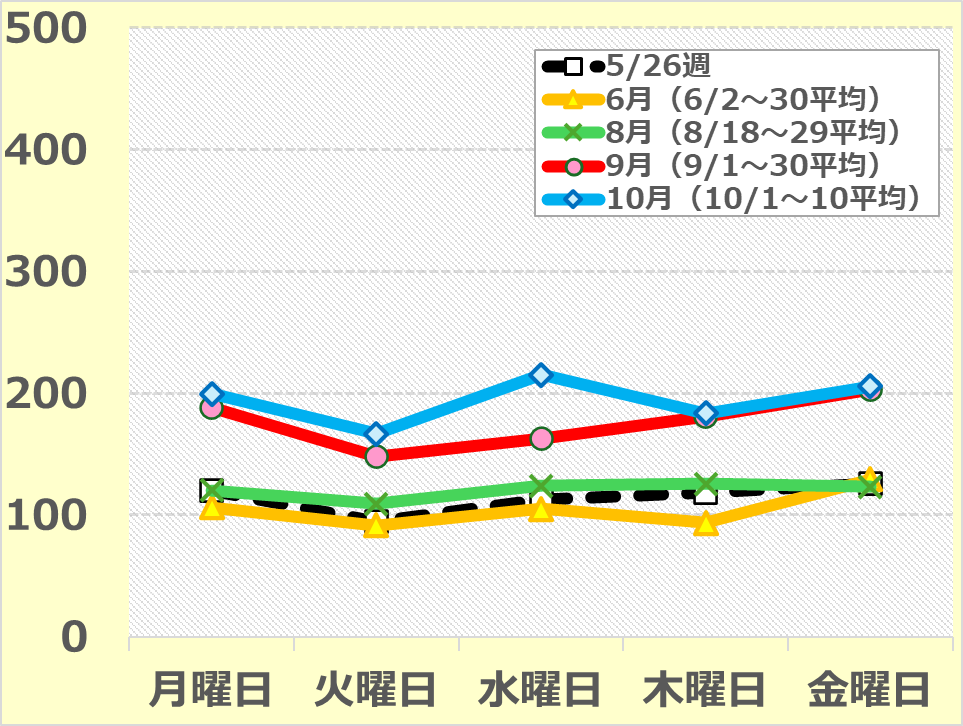 500
400
300
200
100
0
5/26週
6月（6/2～30平均）
8月（8/18～29平均）
9月（9/1～30平均）
10月（10/1～10平均）
月曜日 火曜日 水曜日 木曜日 金曜日